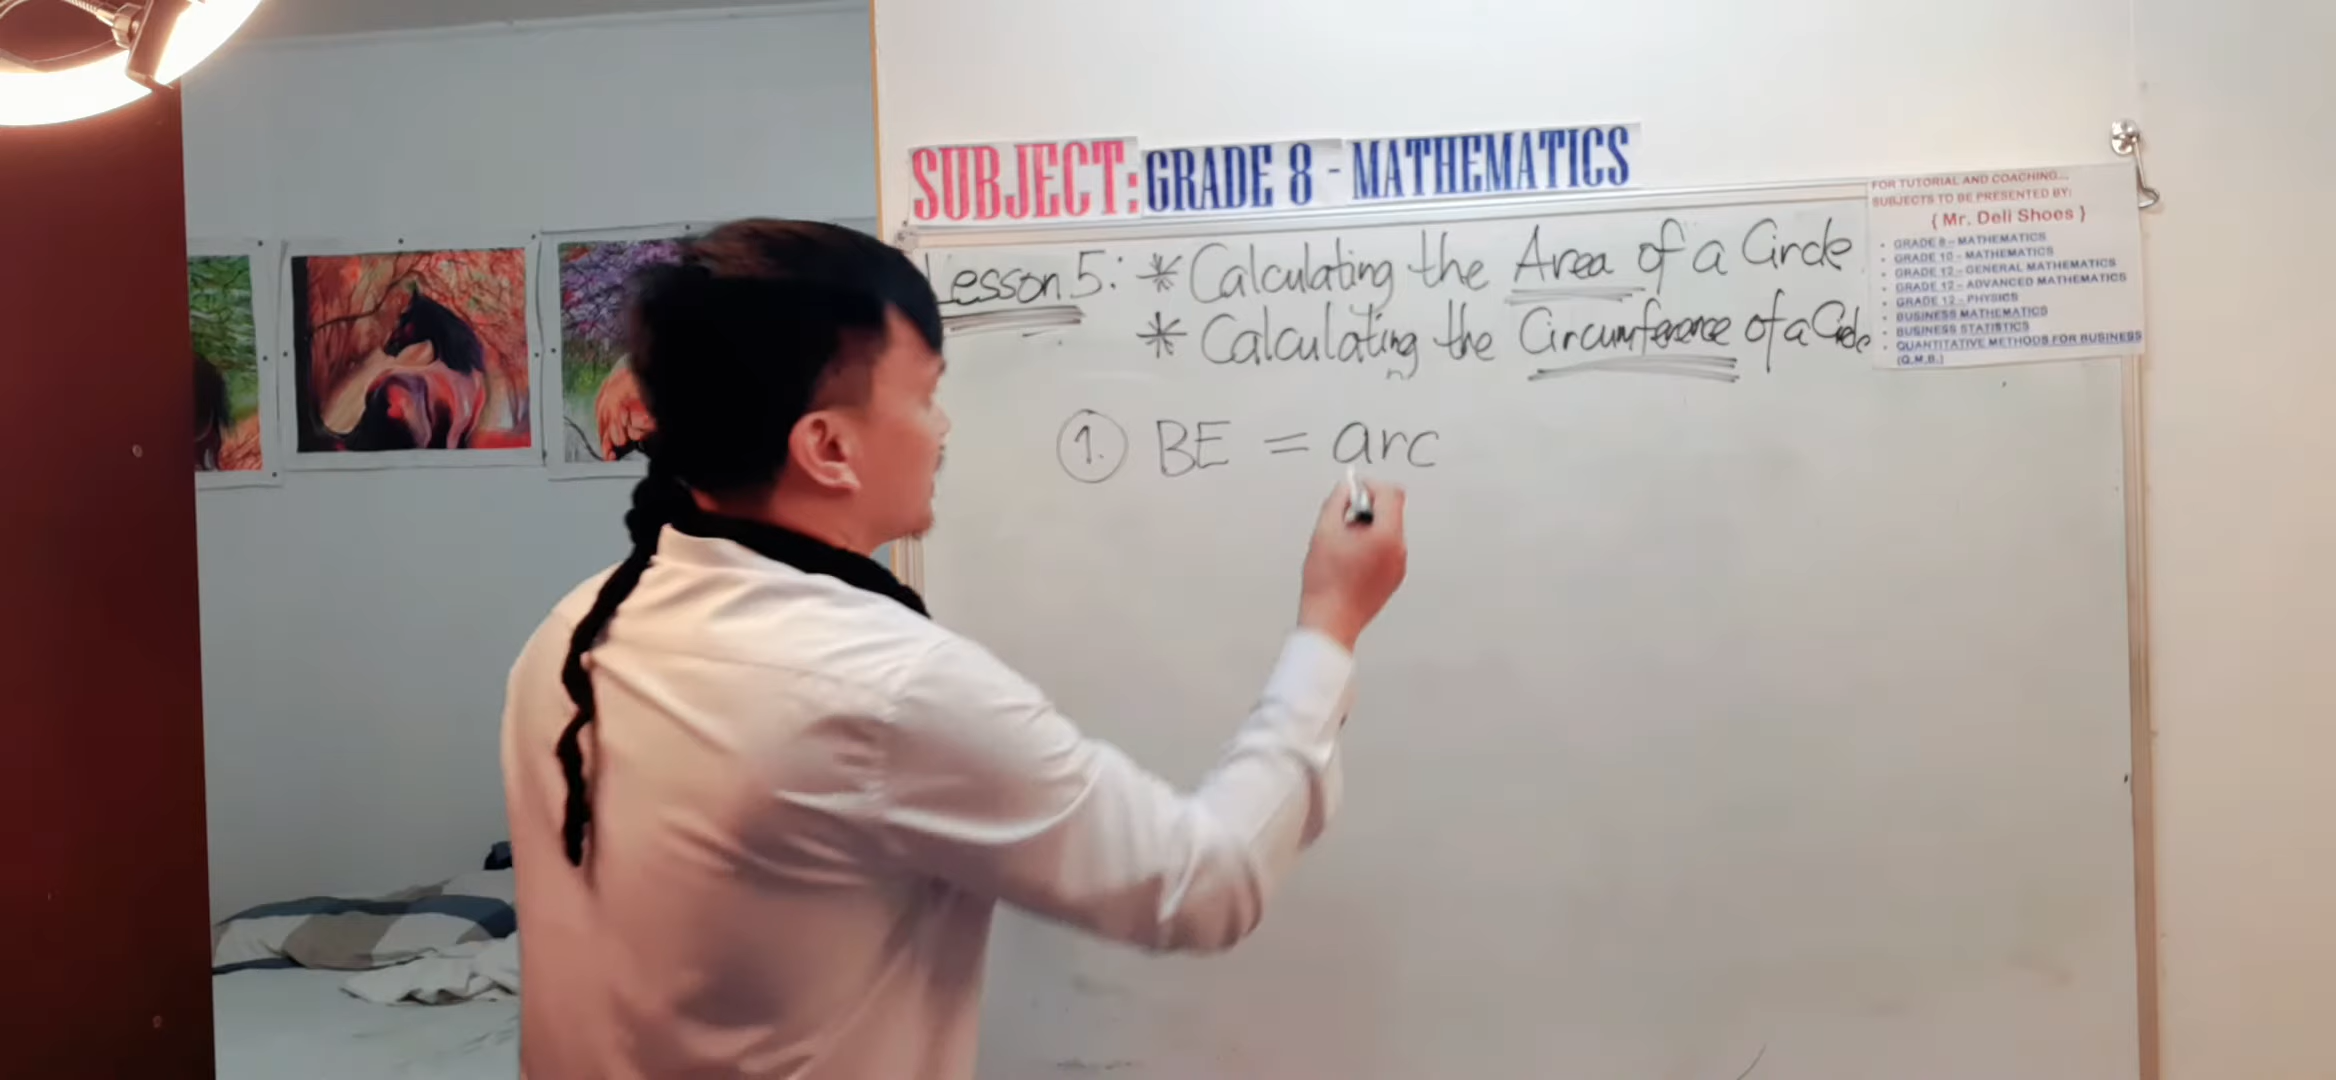 SUBJECT: GRADE 8 - MATHEMATICS
Lesson 5: * Calculating the Area of a Circle
* Calculating the Circumference of a Circle
1. BE = arc
FOR TUTORIAL AND COACHING...
SUBJECTS TO BE PRESENTED BY:
{ Mr. Deli Shoes }
• GRADE 8 - MATHEMATICS
• GRADE 10 - MATHEMATICS
• GRADE 12 - GENERAL MATHEMATICS
• GRADE 12 - ADVANCED MATHEMATICS
• GRADE 12 - PHYSICS
• BUSINESS MATHEMATICS
• BUSINESS STATISTICS
• QUANTITATIVE METHODS FOR BUSINESS
(Q.M.B.)